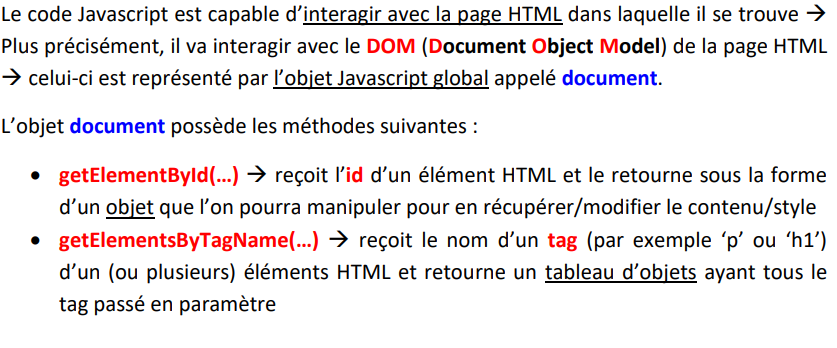 Le code Javascript est capable d’interagir avec la page HTML dans laquelle il se trouve →
Plus précisément, il va interagir avec le DOM (Document Object Model) de la page HTML
→ celui-ci est représenté par l’objet Javascript global appelé document.
L’objet document possède les méthodes suivantes :
• getElementById(…) → reçoit l’id d’un élément HTML et le retourne sous la forme
d’un objet que l’on pourra manipuler pour en récupérer/modifier le contenu/style
• getElementsByTagName(…) → reçoit le nom d’un tag (par exemple ‘p’ ou ‘h1’)
d’un (ou plusieurs) éléments HTML et retourne un tableau d’objets ayant tous le
tag passé en paramètre